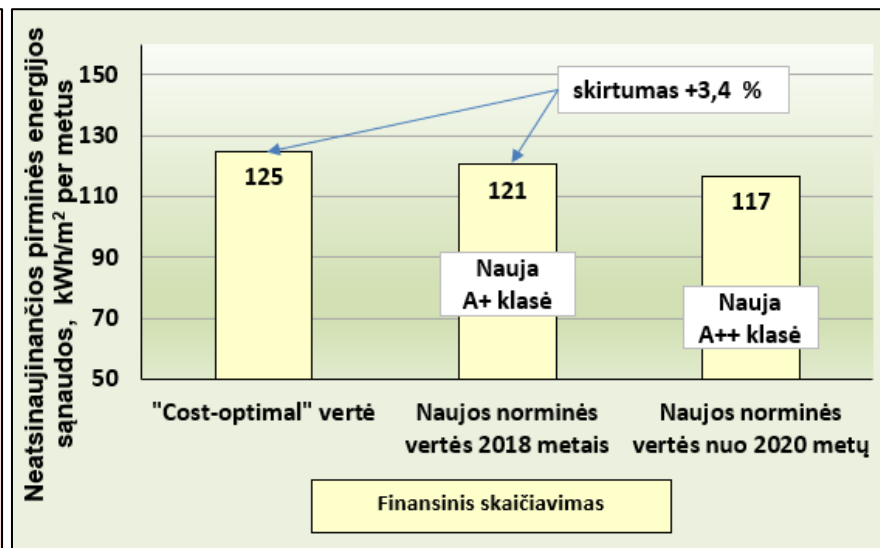 Neatsinaujinančios pirminės energijos
sąnaudos, kWh/m² per metus
150
130
110
90
70
50
skirtumas +3,4 %
125
121
117
Nauja
A+ klasė
Nauja
A++ klasė
"Cost-optimal" vertė
Naujos norminės
vertės 2018 metais
Naujos norminės
vertės nuo 2020 metų
Finansinis skaičiavimas